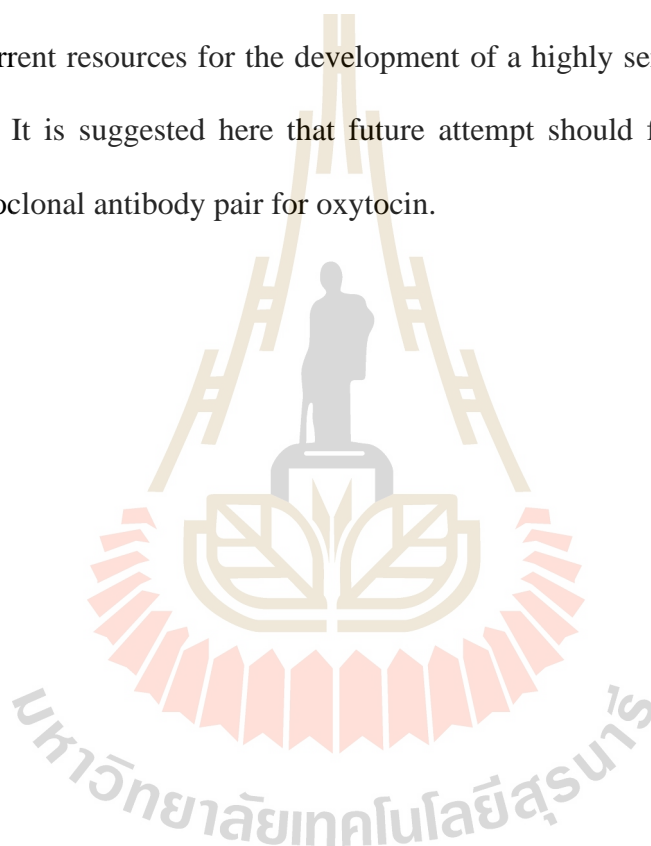 rrent resources for the development of a highly se
It is suggested here that future attempt should f
oclonal antibody pair for oxytocin.
มหาวิทยาลัยเทคโนโลยีสุรนารี